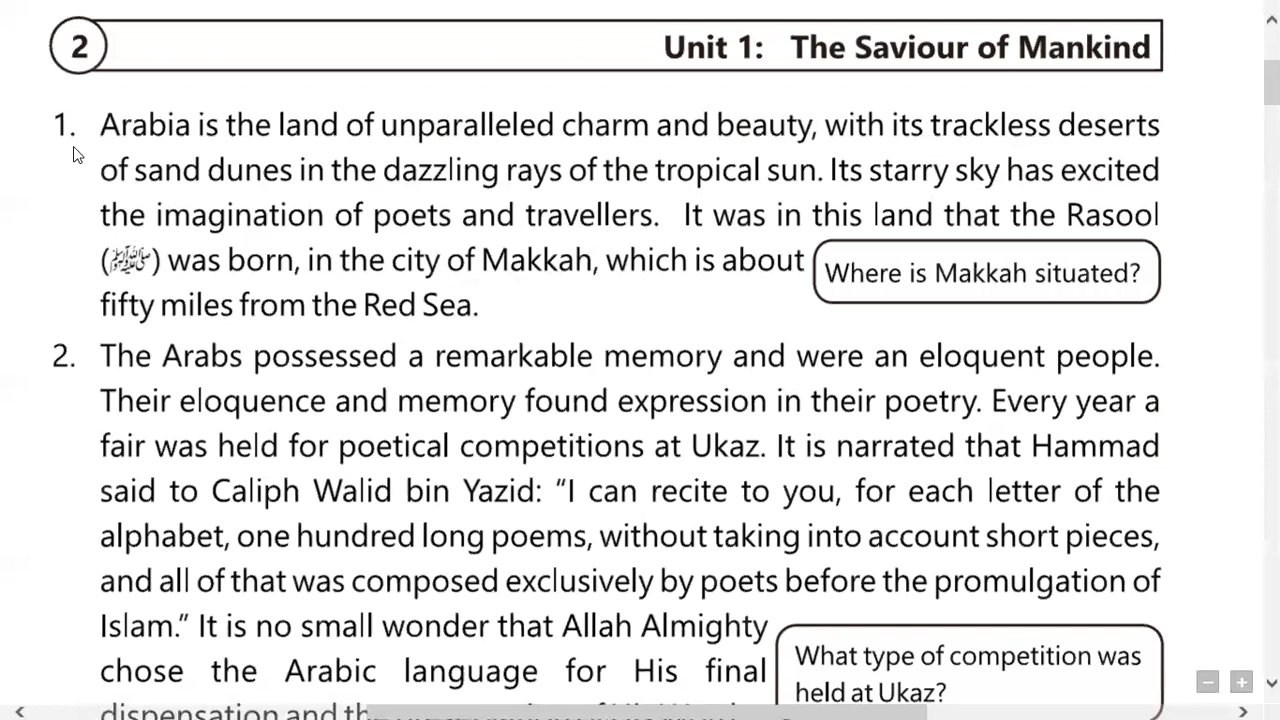 2
Unit 1: The Saviour of Mankind
1. Arabia is the land of unparalleled charm and beauty, with its trackless deserts
of sand dunes in the dazzling rays of the tropical sun. Its starry sky has excited
the imagination of poets and travellers. It was in this land that the Rasool
(ﷺ) was born, in the city of Makkah, which is about
fifty miles from the Red Sea.
Where is Makkah situated?
2. The Arabs possessed a remarkable memory and were an eloquent people.
Their eloquence and memory found expression in their poetry. Every year a
fair was held for poetical competitions at Ukaz. It is narrated that Hammad
said to Caliph Walid bin Yazid: “I can recite to you, for each letter of the
alphabet, one hundred long poems, without taking into account short pieces,
and all of that was composed exclusively by poets before the promulgation of
Islam.” It is no small wonder that Allah Almighty
chose the Arabic language for His final
dispensation and
What type of competition was
held at Ukaz?